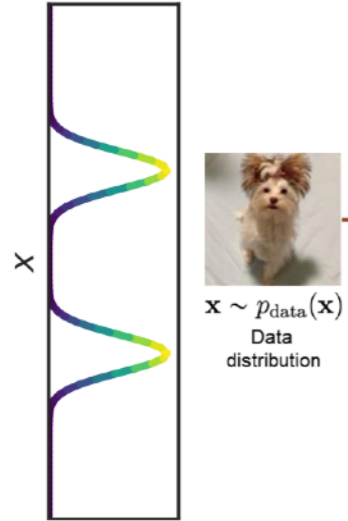 X
x ∼ p_data(x)
Data
distribution